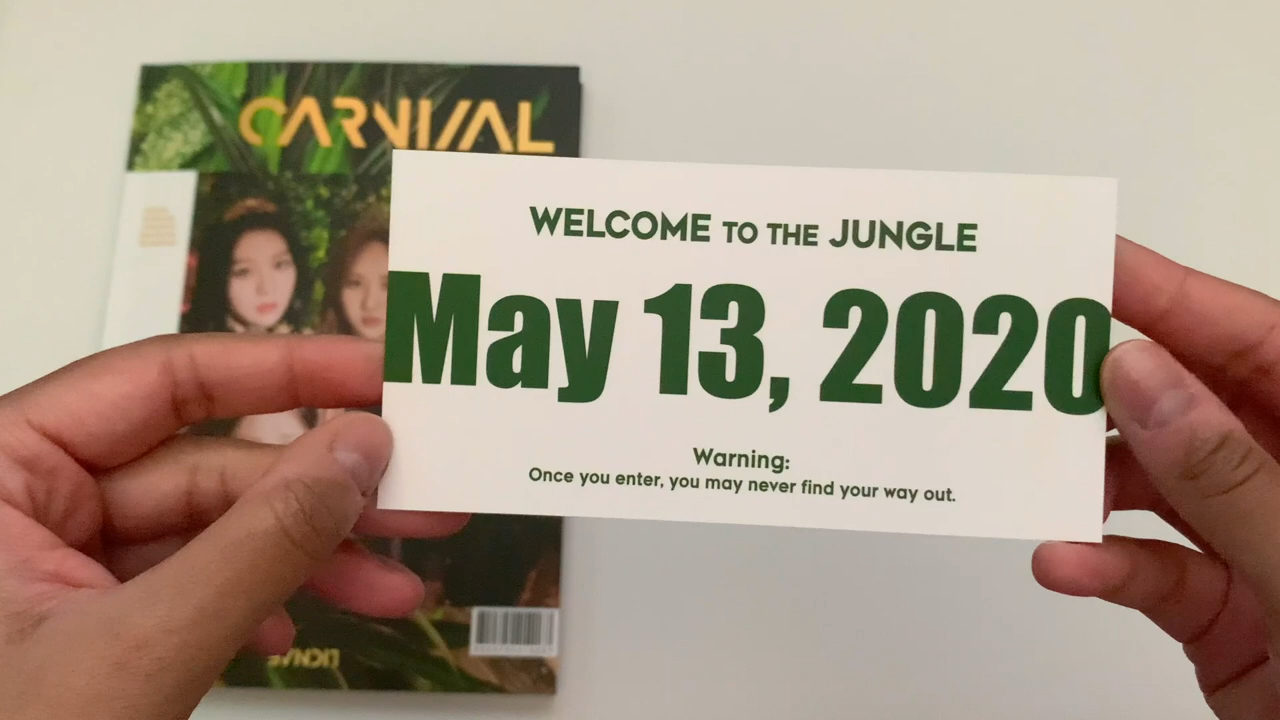 CARNIVAL
WELCOME TO THE JUNGLE
May 13, 2020
Warning:
Once you enter, you may never find your way out.